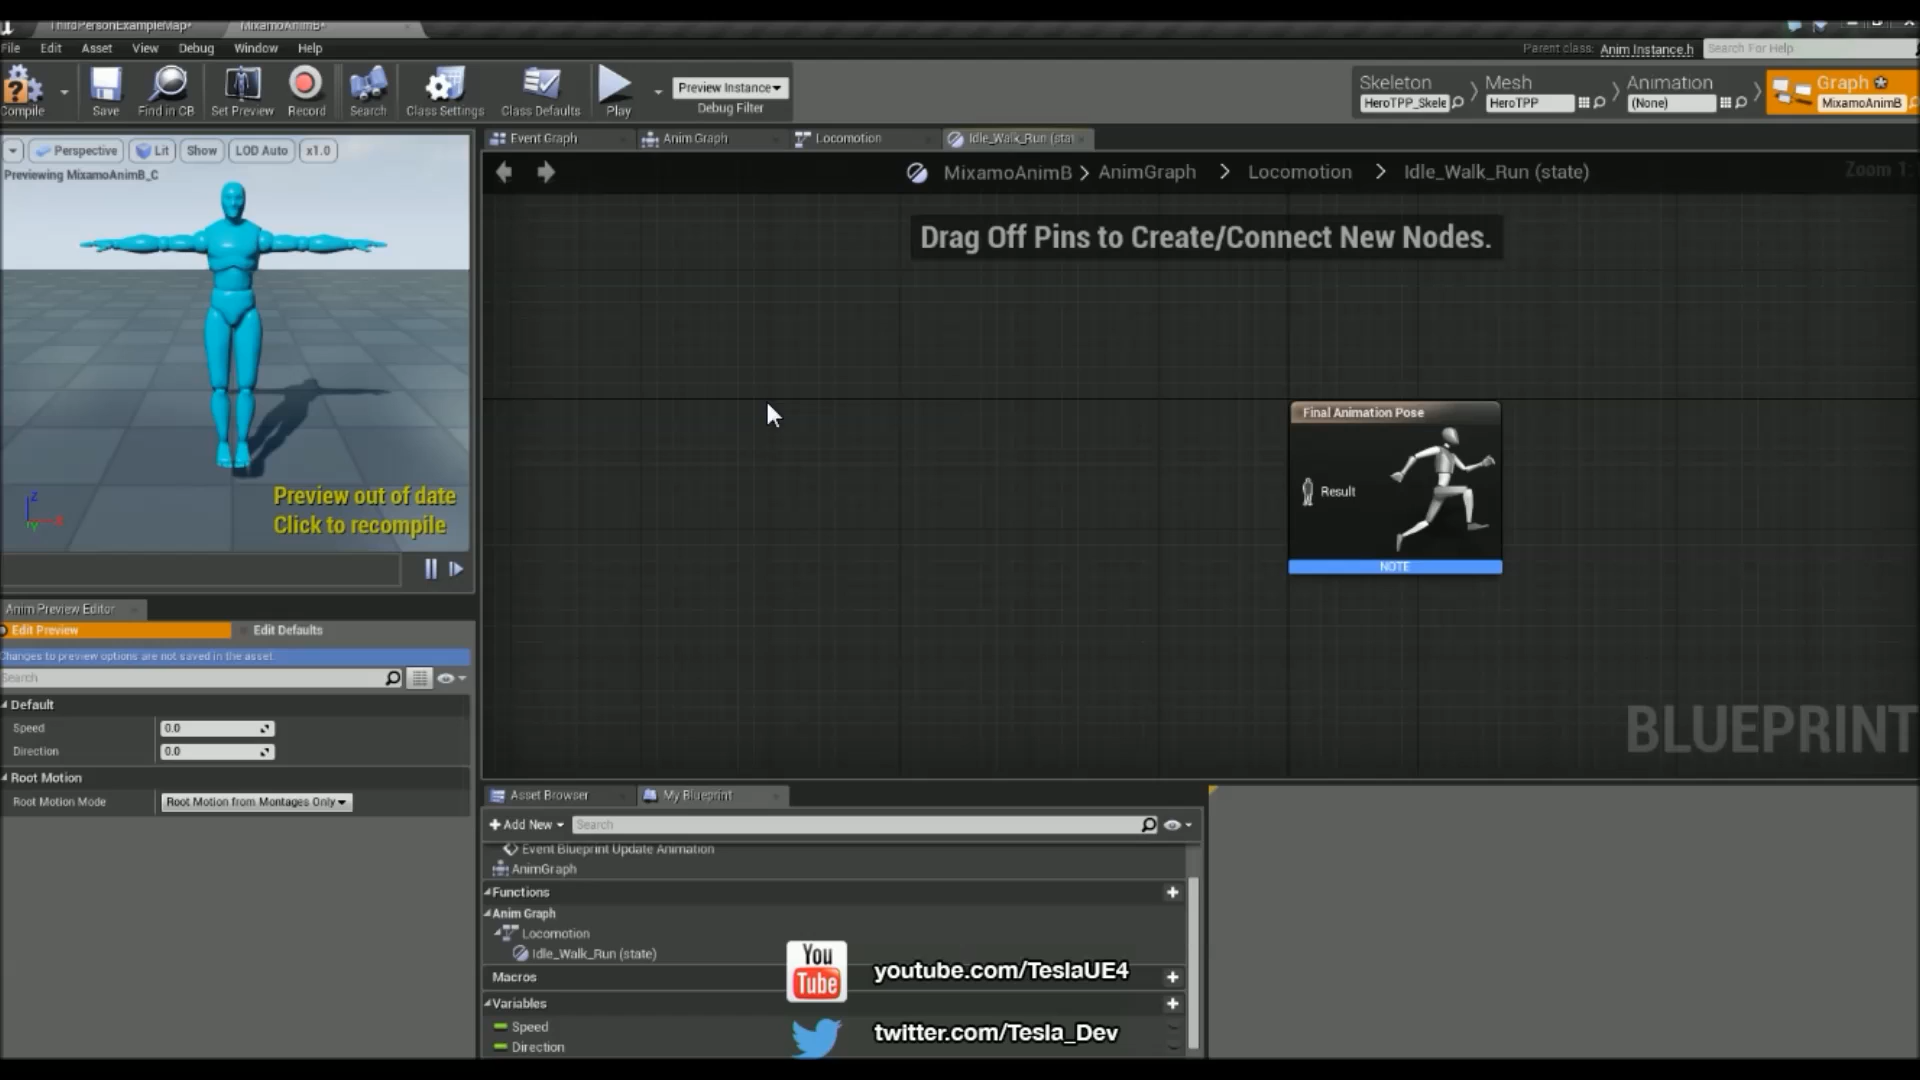 ThirdPersonExampleMap*
MixamoAnimB*
File Edit Asset View Debug Window Help
Parent class: Anim Instance.h Search For Help
Compile Save Find in CB Set Preview Record Search Class Settings Class Defaults Play
Preview Instance
Debug Filter
Skeleton Mesh Animation Graph
HeroTPP_Skele HeroTPP (None) MixamoAnimB
Event Graph Anim Graph Locomotion Idle_Walk_Run (stat
Perspective Lit Show LOD Auto x1.0
Previewing MixamoAnimB_C
MixamoAnimB > AnimGraph > Locomotion > Idle_Walk_Run (state)
Zoom 1:
Drag Off Pins to Create/Connect New Nodes.
Final Animation Pose
Result
NOTE
Preview out of date
Click to recompile
Z
Anim Preview Editor
Edit Preview Edit Defaults
Changes to preview options are not saved in the asset.
Search
Default
Speed 0.0
Direction 0.0
Root Motion
Root Motion Mode Root Motion from Montages Only
BLUEPRINT
Asset Browser My Blueprint
+ Add New Search
Event Blueprint Update Animation
AnimGraph
Functions
Anim Graph
Locomotion
Idle_Walk_Run (state)
Macros
Variables
Speed
Direction
You
Tube
youtube.com/TeslaUE4
twitter.com/Tesla_Dev